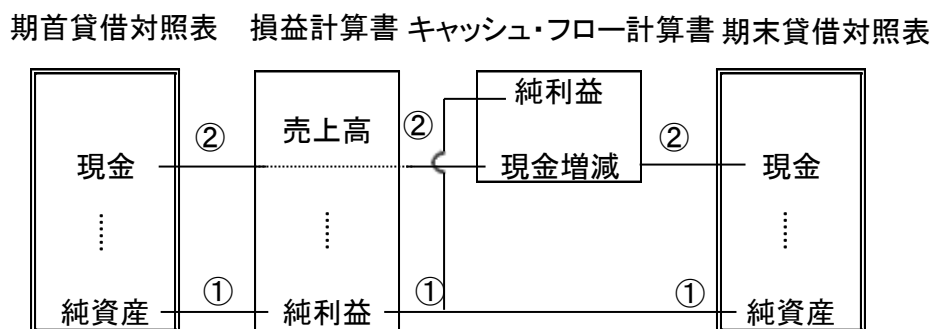 期首貸借対照表 損益計算書 キャッシュ・フロー計算書 期末貸借対照表
純利益
② 売上高 ② ②
現金 現金増減 現金
① ① ①
純資産 純利益 純資産